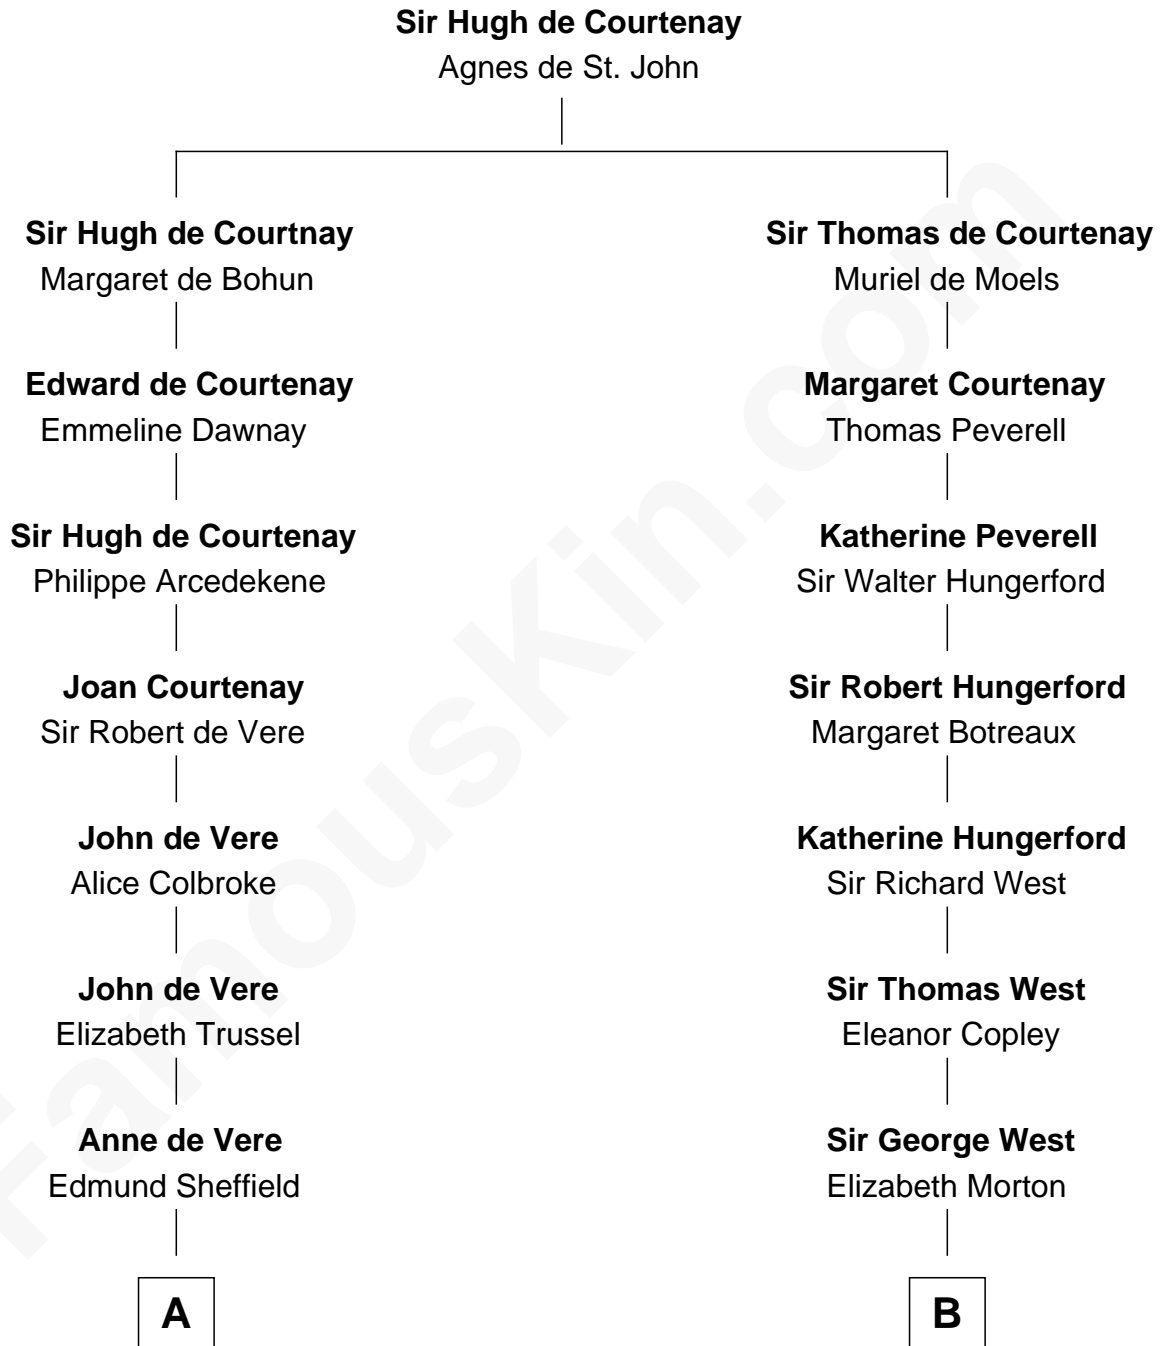 Sir Hugh de Courtenay
Agnes de St. John
Sir Hugh de Courtnay
Margaret de Bohun
Edward de Courtenay
Emmeline Dawnay
Sir Hugh de Courtenay
Philippe Arcedekene
Joan Courtenay
Sir Robert de Vere
John de Vere
Alice Colbroke
John de Vere
Elizabeth Trussel
Anne de Vere
Edmund Sheffield
A
Sir Thomas de Courtenay
Muriel de Moels
Margaret Courtenay
Thomas Peverell
Katherine Peverell
Sir Walter Hungerford
Sir Robert Hungerford
Margaret Botreaux
Katherine Hungerford
Sir Richard West
Sir Thomas West
Eleanor Copley
Sir George West
Elizabeth Morton
B
FamousKin.com